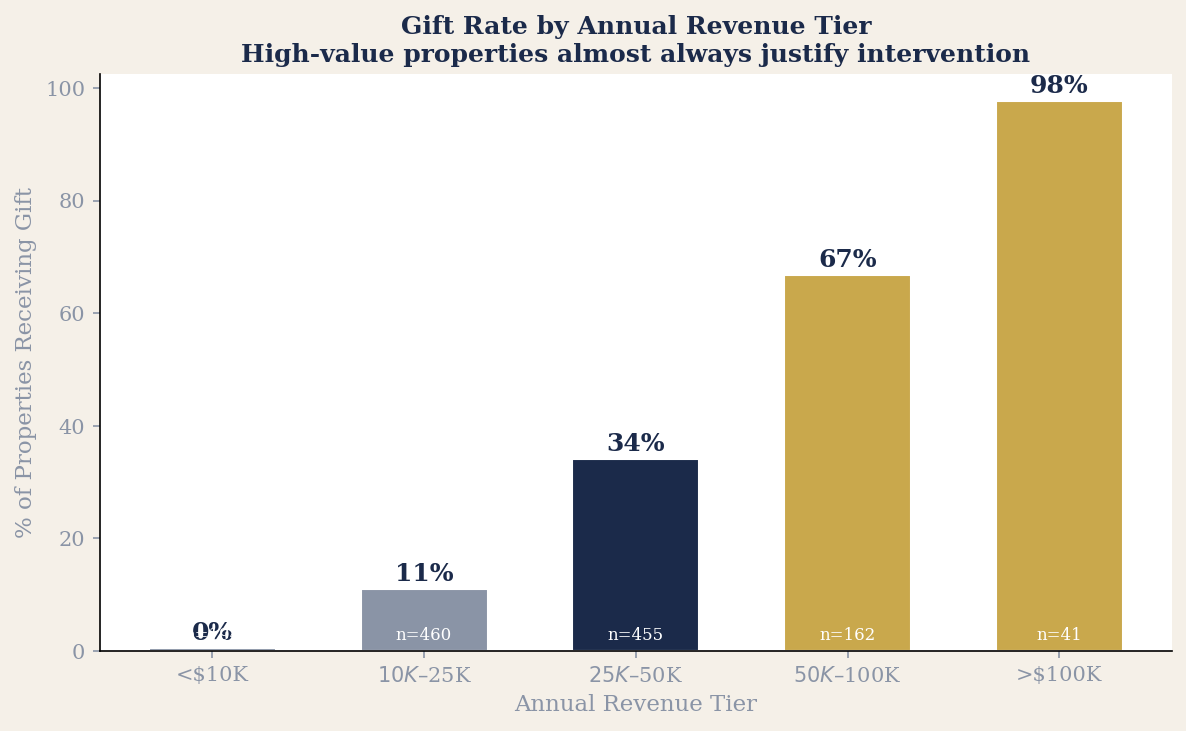 Gift Rate by Annual Revenue Tier
High-value properties almost always justify intervention
% of Properties Receiving Gift
100
80
60
40
20
0
0%
11%
34%
67%
98%
n=460
n=455
n=162
n=41
<$10K
10K–25K
25K–50K
50K–100K
>$100K
Annual Revenue Tier